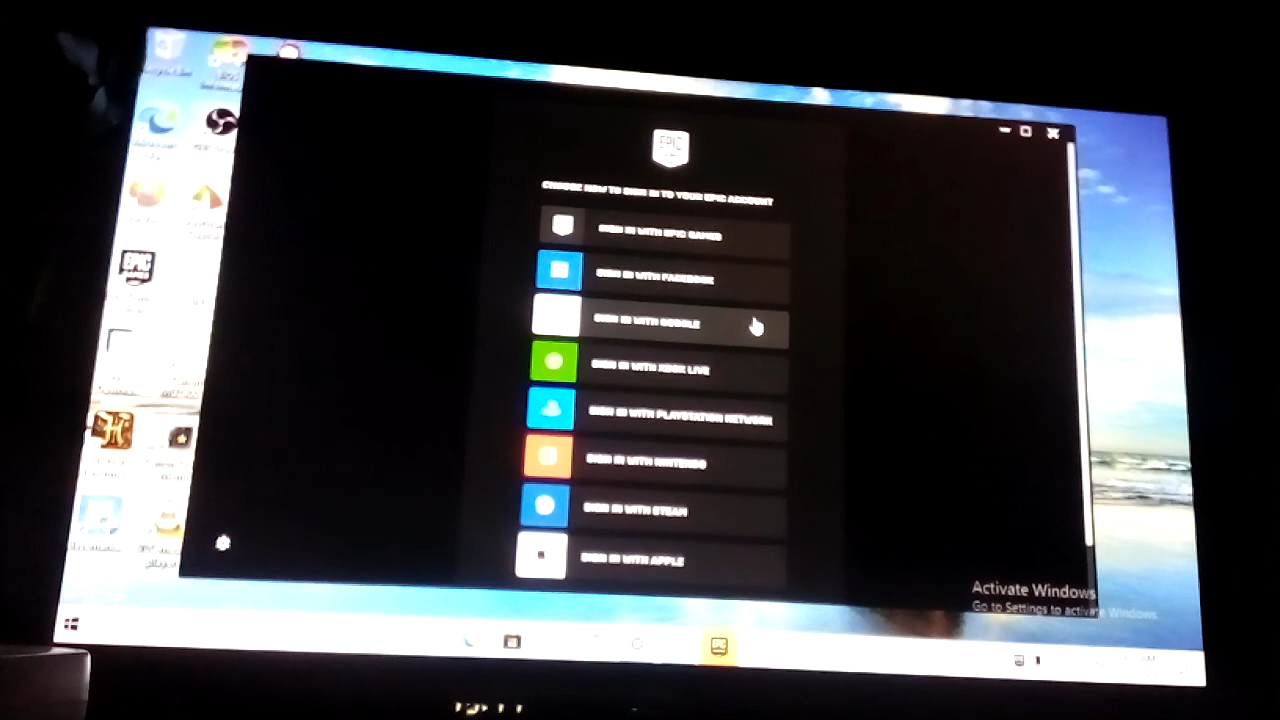 EPIC
CHOOSE HOW TO SIGN IN TO YOUR EPIC ACCOUNT
SIGN IN WITH EPIC GAMES
SIGN IN WITH FACEBOOK
SIGN IN WITH GOOGLE
SIGN IN WITH XBOX LIVE
SIGN IN WITH PLAYSTATION NETWORK
SIGN IN WITH NINTENDO
SIGN IN WITH STEAM
SIGN IN WITH APPLE
EPIC
GAMES
Activate Windows
Go to Settings to activate Windows.